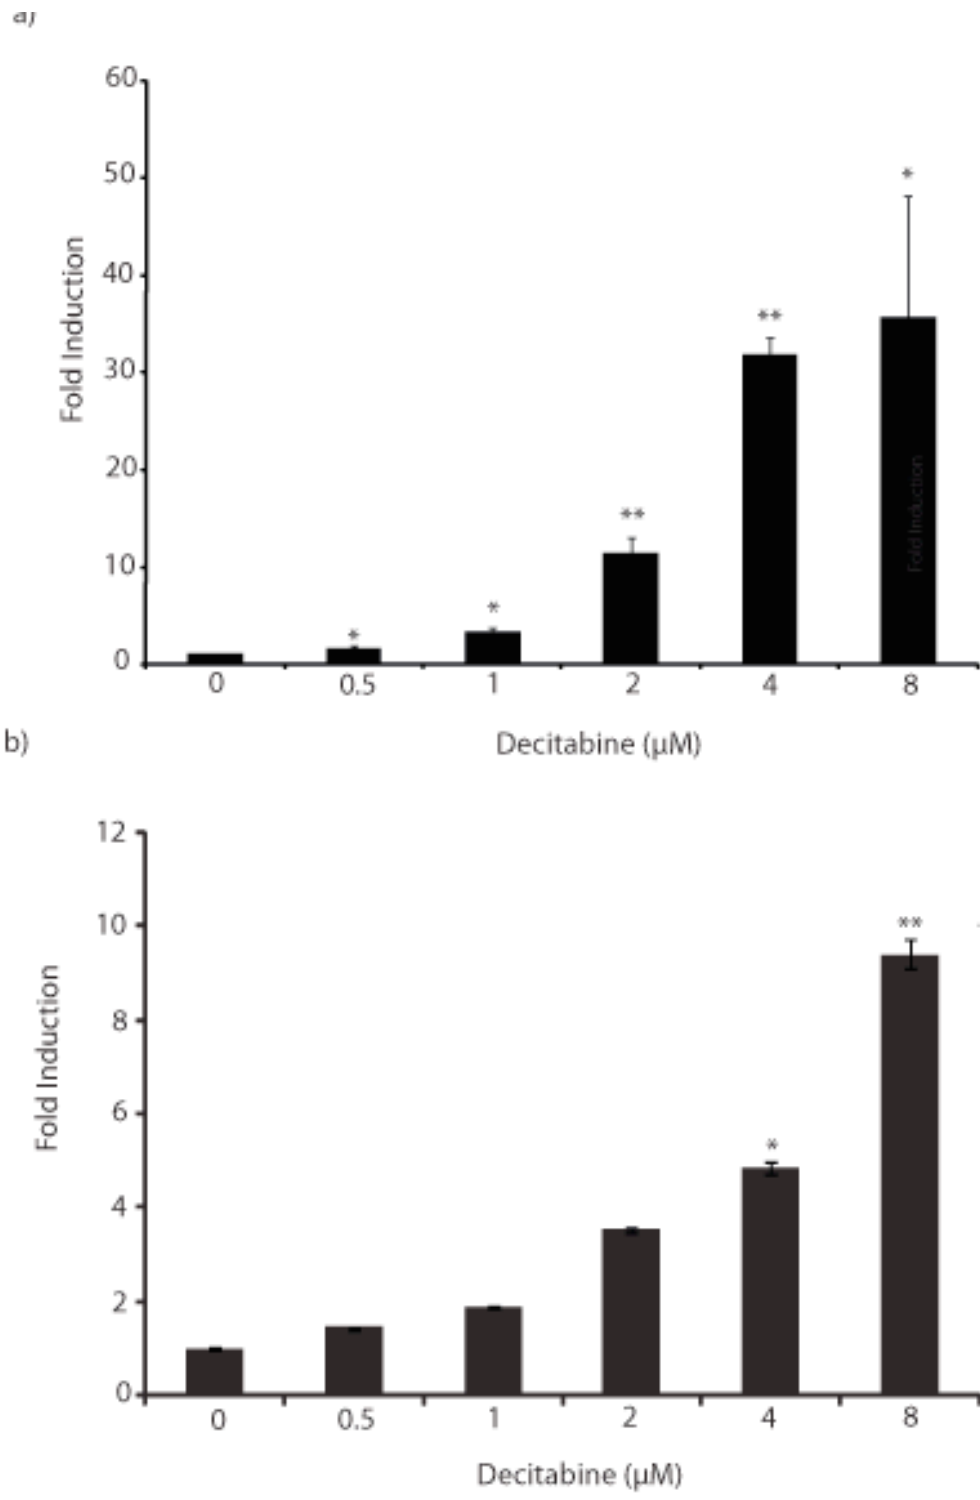 a)
60
50
40
30
20
10
0
Fold Induction
*
*
**
**
*
Fold Induction
0 0.5 1 2 4 8
Decitabine (μM)
b)
12
10
8
6
4
2
0
Fold Induction
*
**
0 0.5 1 2 4 8
Decitabine (μM)